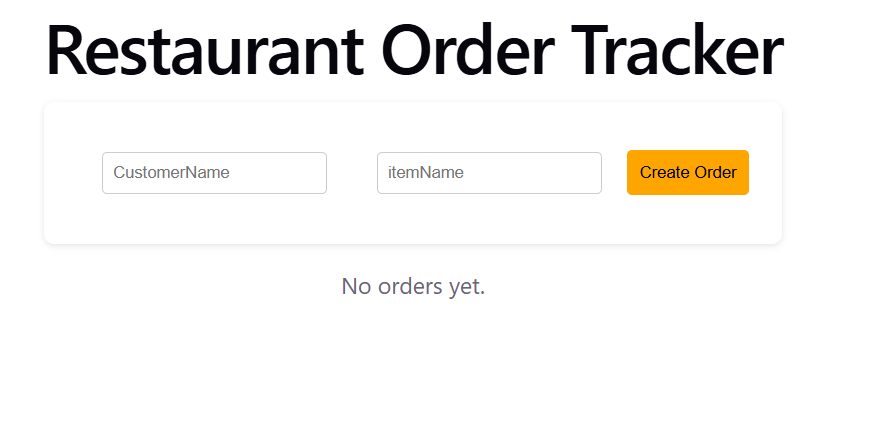 Restaurant Order Tracker
CustomerName
itemName
Create Order
No orders yet.